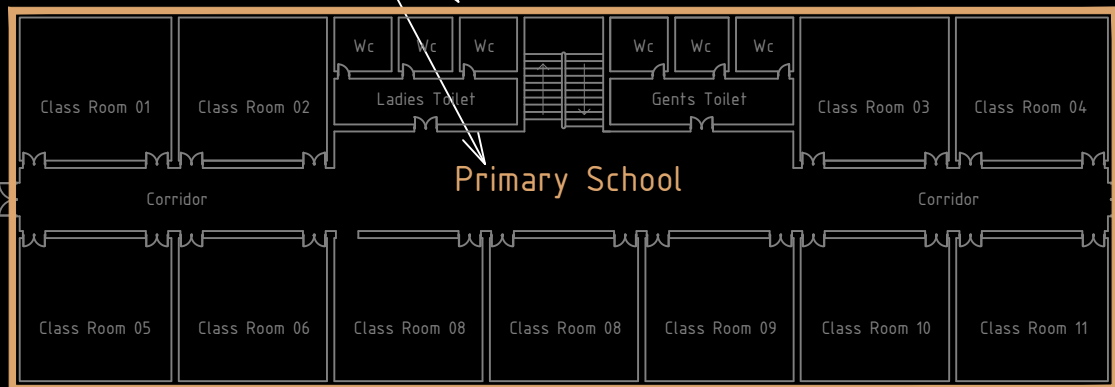 Wc
Wc
Wc
Wc
Wc
Wc
Class Room 01
Class Room 02
Ladies Toilet
Gents Toilet
Class Room 03
Class Room 04
Primary School
Corridor
Corridor
Class Room 05
Class Room 06
Class Room 08
Class Room 08
Class Room 09
Class Room 10
Class Room 11